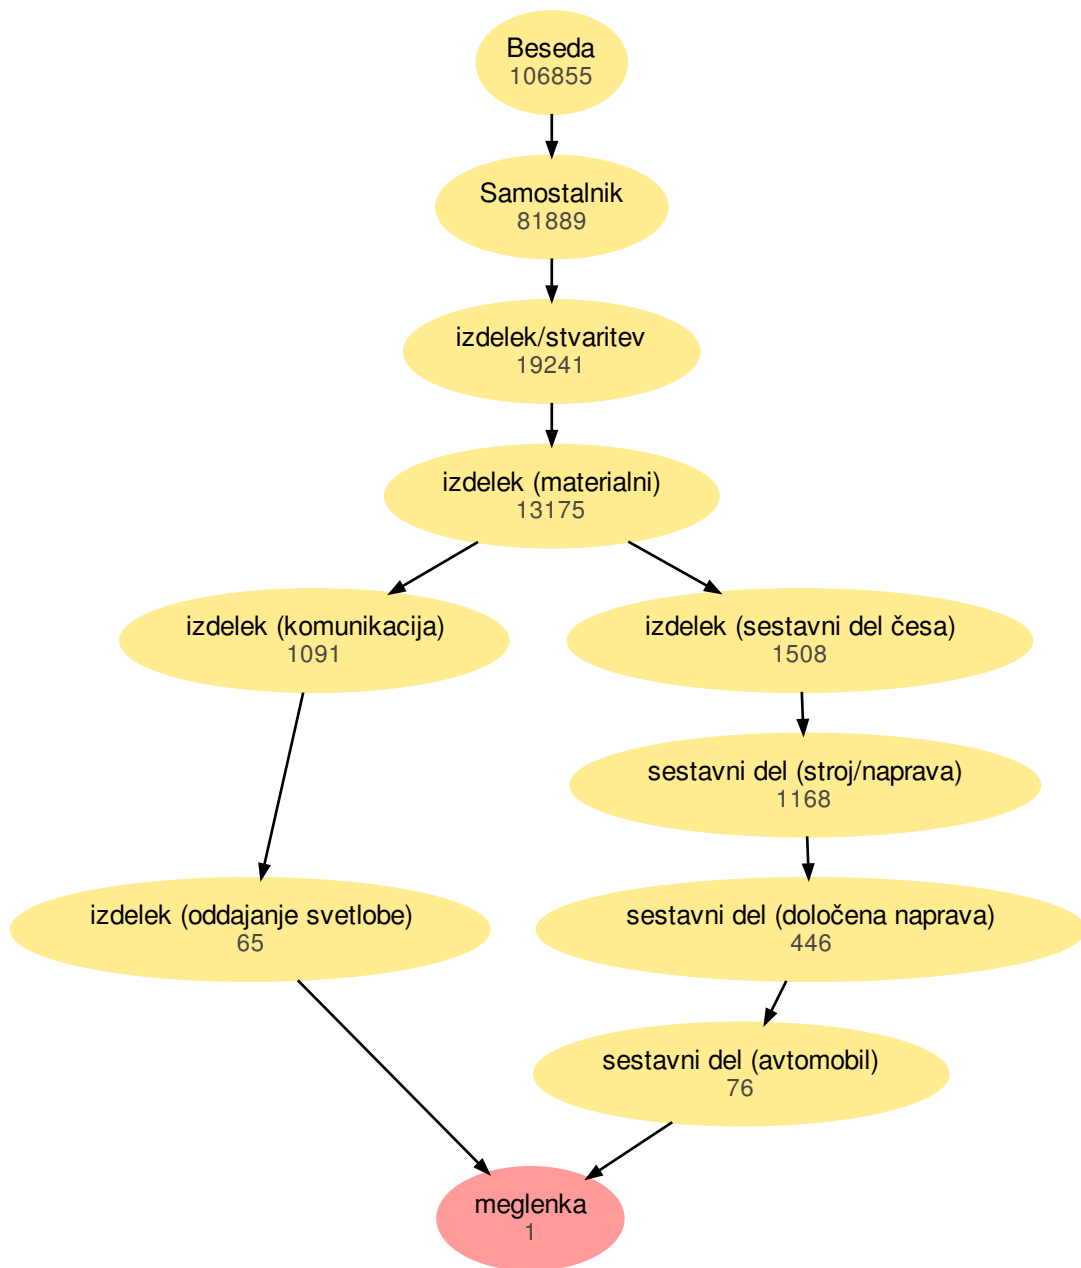 Beseda
106855
Samostalnik
81889
izdelek/stvaritev
19241
izdelek (materialni)
13175
izdelek (komunikacija)
1091
izdelek (sestavni del česa)
1508
sestavni del (stroj/naprava)
1168
izdelek (oddajanje svetlobe)
65
sestavni del (določena naprava)
446
sestavni del (avtomobil)
76
meglenka
1